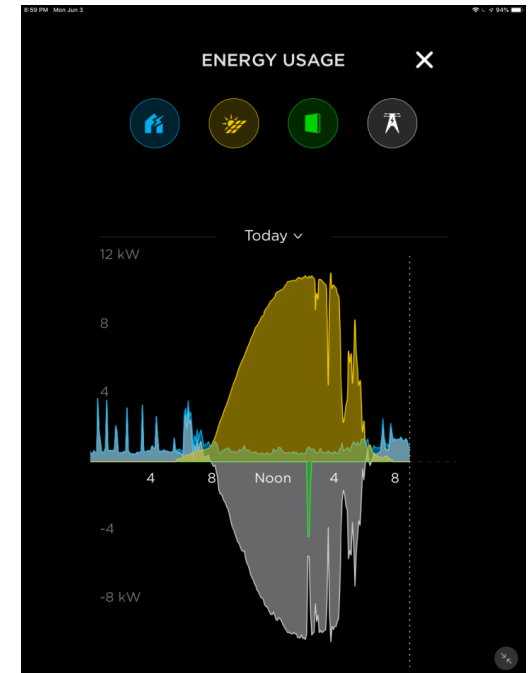 8:59 PM Mon Jun 3
94%
ENERGY USAGE
Today
12 kW
8
4
4 8 Noon 4 8
-4
-8 kW